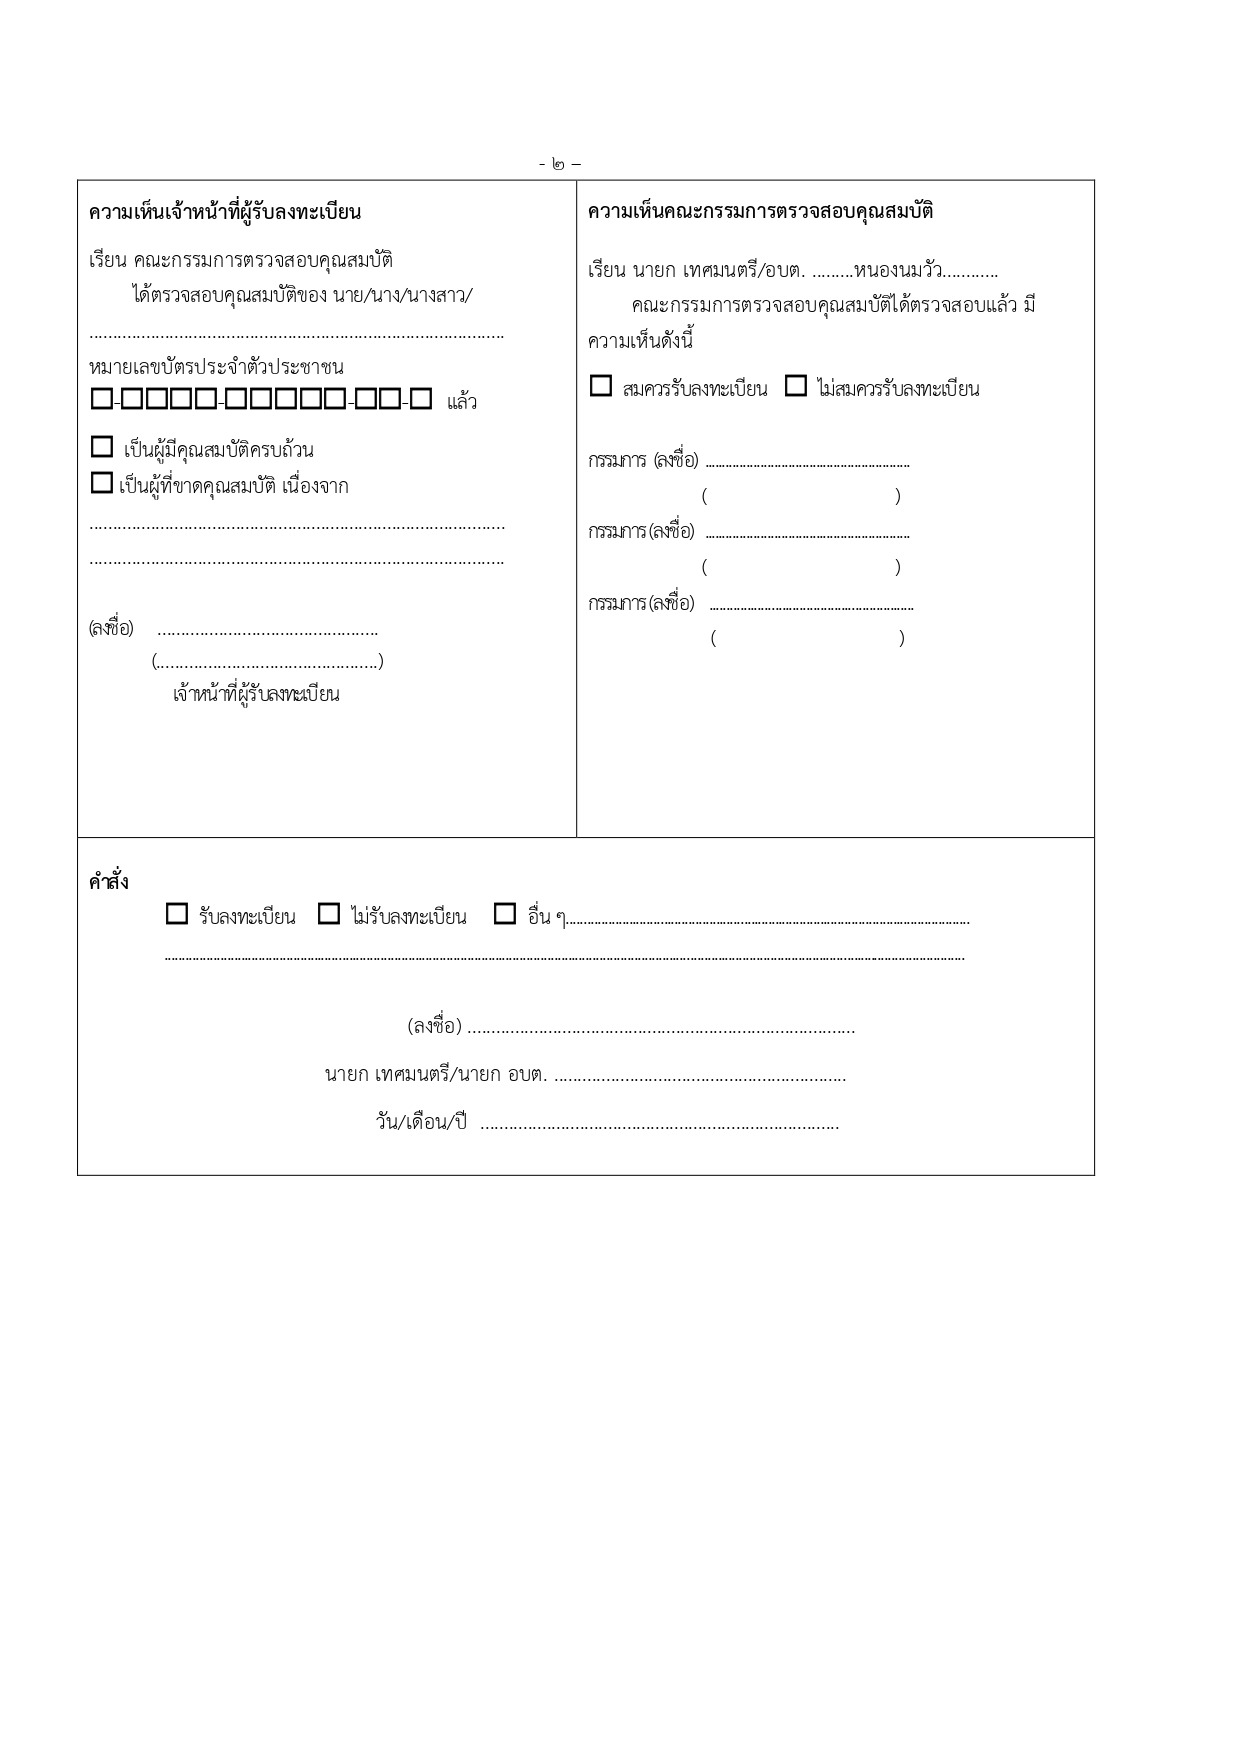 - ๒ –
ความเห็นเจ้าหน้าที่ผู้รับลงทะเบียน
เรียน คณะกรรมการตรวจสอบคุณสมบัติ
ได้ตรวจสอบคุณสมบัติของ นาย/นาง/นางสาว/
........................................................................................
หมายเลขบัตรประจำตัวประชาชน
☐-☐☐☐☐-☐☐☐☐☐-☐☐-☐ แล้ว
☐ เป็นผู้มีคุณสมบัติครบถ้วน
☐ เป็นผู้ที่ขาดคุณสมบัติ เนื่องจาก
........................................................................................
........................................................................................
(ลงชื่อ) ...............................................
(...............................................)
เจ้าหน้าที่ผู้รับลงทะเบียน
ความเห็นคณะกรรมการตรวจสอบคุณสมบัติ
เรียน นายก เทศมนตรี/อบต. .........หนองนมวัว............
คณะกรรมการตรวจสอบคุณสมบัติได้ตรวจสอบแล้ว มี
ความเห็นดังนี้
☐ สมควรรับลงทะเบียน ☐ ไม่สมควรรับลงทะเบียน
กรรมการ (ลงชื่อ) ............................................................
( )
กรรมการ (ลงชื่อ) ............................................................
( )
กรรมการ (ลงชื่อ) ............................................................
( )
คำสั่ง
☐ รับลงทะเบียน ☐ ไม่รับลงทะเบียน ☐ อื่น ๆ....................................................................................
................................................................................................................................................
(ลงชื่อ) ..................................................................................
นายก เทศมนตรี/นายก อบต. ..............................................................
วัน/เดือน/ปี ............................................................................